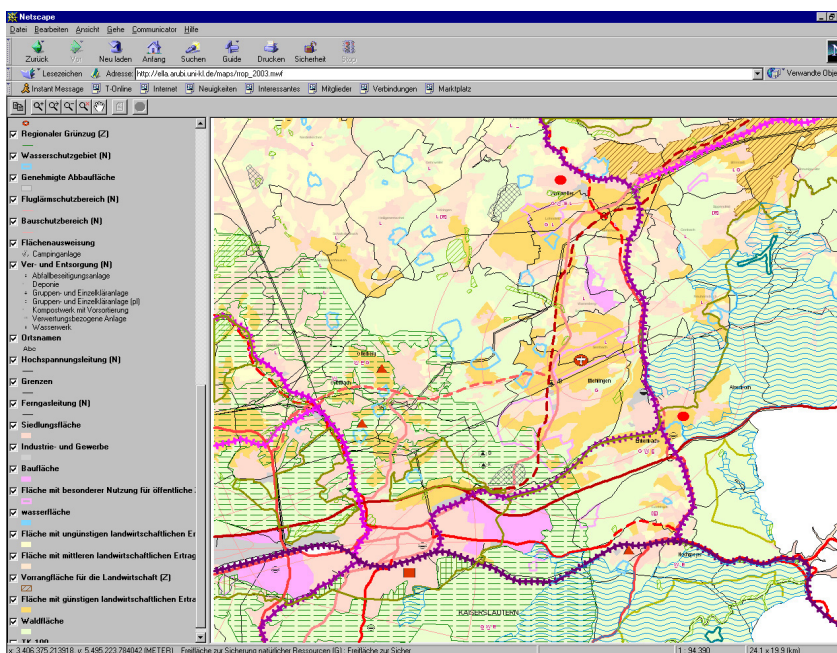 Netscape
Datei Bearbeiten Ansicht Gehe Communicator Hilfe
Zurück Vor Neu laden Anfang Suchen Guide Drucken Sicherheit Stop
Lesezeichen Adresse: http://ella.arubi.uni-kl.de/maps/rrop_2003.mwf Verwandte Obje
Instant Message T-Online Internet Neuigkeiten Interessantes Mitglieder Verbindungen Marktplatz
Regionaler Grünzug (Z)
Wasserschutzgebiet (N)
Genehmigte Abbaufläche
Fluglärmschutzbereich (N)
Bauschutzbereich (N)
Flächenausweisung
Campinganlage
Ver- und Entsorgung (N)
Abfallbeseitigungsanlage
Deponie
Gruppen- und Einzelkläranlage
Gruppen- und Einzelkläranlage (pl)
Kompostwerk mit Vorsortierung
Verwertungsbezogene Anlage
Wasserwerk
Ortsnamen
Abc
Hochspannungsleitung (N)
Grenzen
Ferngasleitung (N)
Siedlungsfläche
Industrie- und Gewerbe
Baufläche
Fläche mit besonderer Nutzung für öffentliche
wasserfläche
Fläche mit ungünstigen landwirtschaftlichen Er
Fläche mit mittleren landwirtschaftlichen Ertrag
Vorrangfläche für die Landwirtschaft (Z)
Fläche mit günstigen landwirtschaftlichen Ertra
Waldfläche
TK 100
KAISERSLAUTERN
x: 3.406.375,213918, y: 5.495.223,784042 (METER) Freifläche zur Sicherung natürlicher Ressourcen (G) : Freifläche zur Sicher 1 : 94.390 24.1 x 19.9 (km)